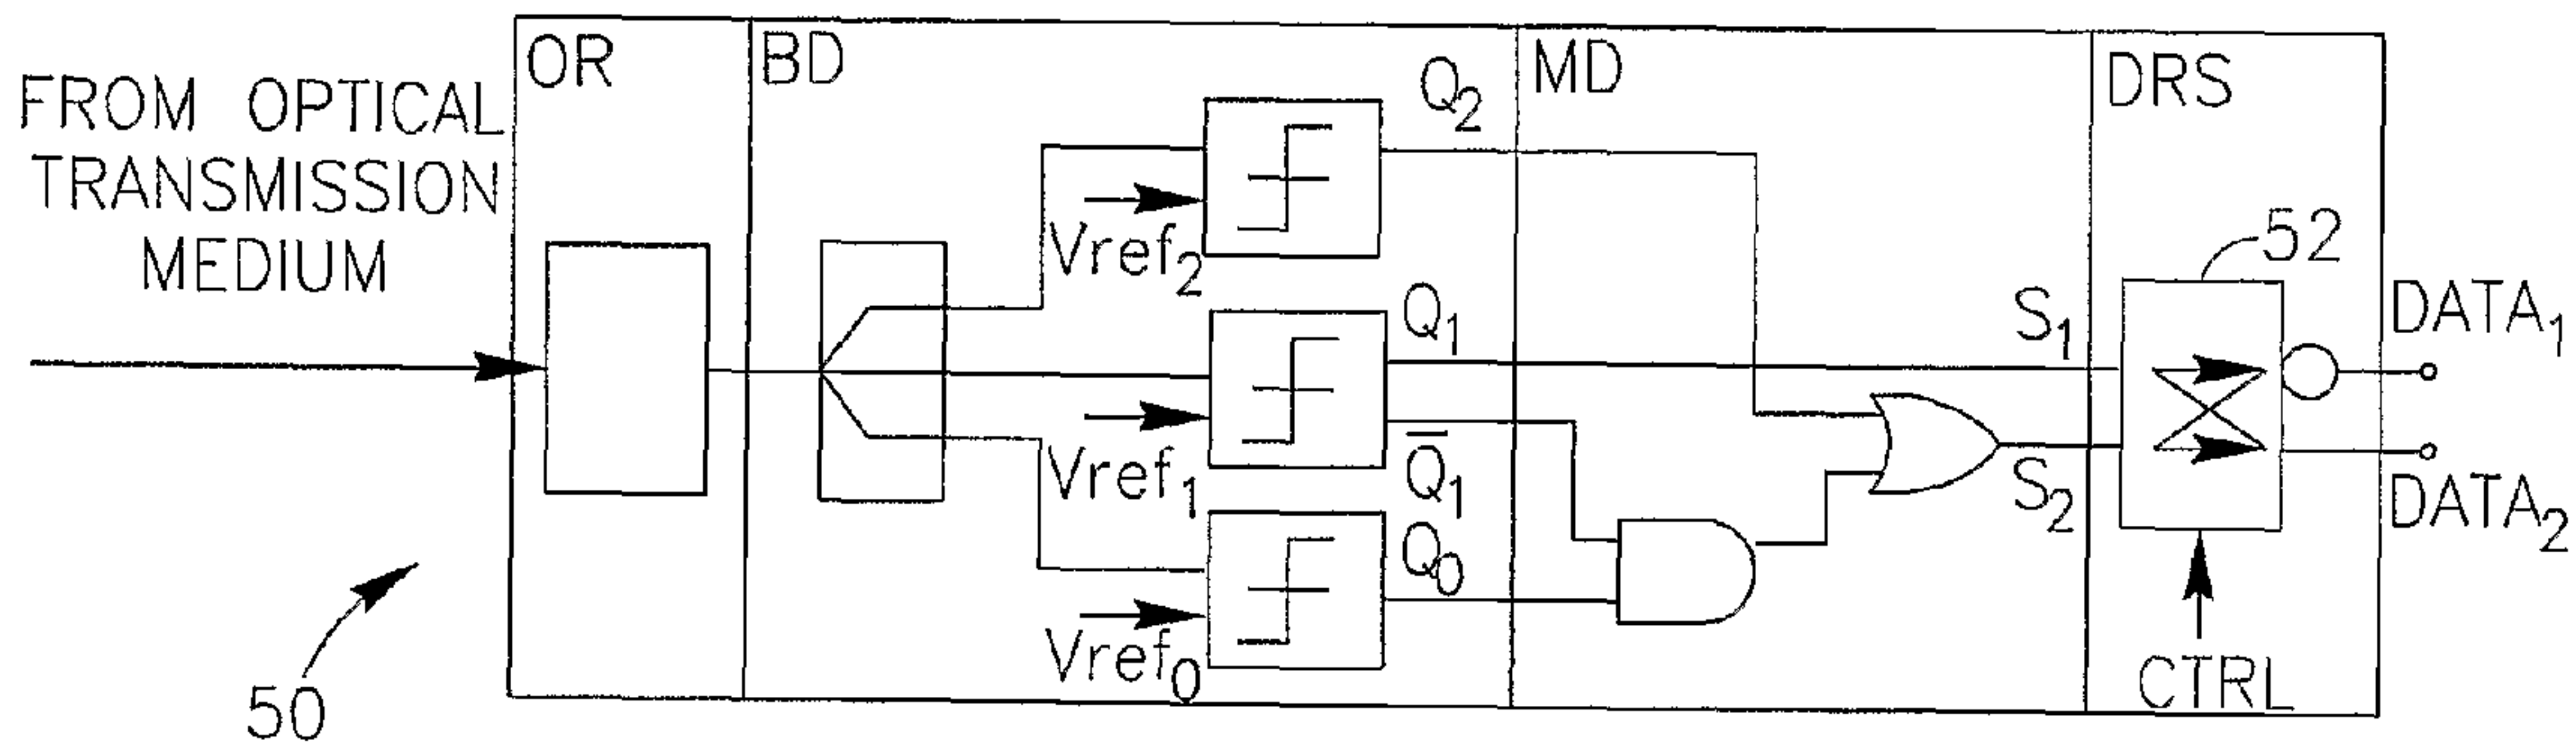 FROM OPTICAL
TRANSMISSION
MEDIUM
OR
BD
MD
DRS
Q2
Vref2
Q1
Q̅1
Vref1
Q0
Vref0
S1
S2
52
DATA1
DATA2
CTRL
50